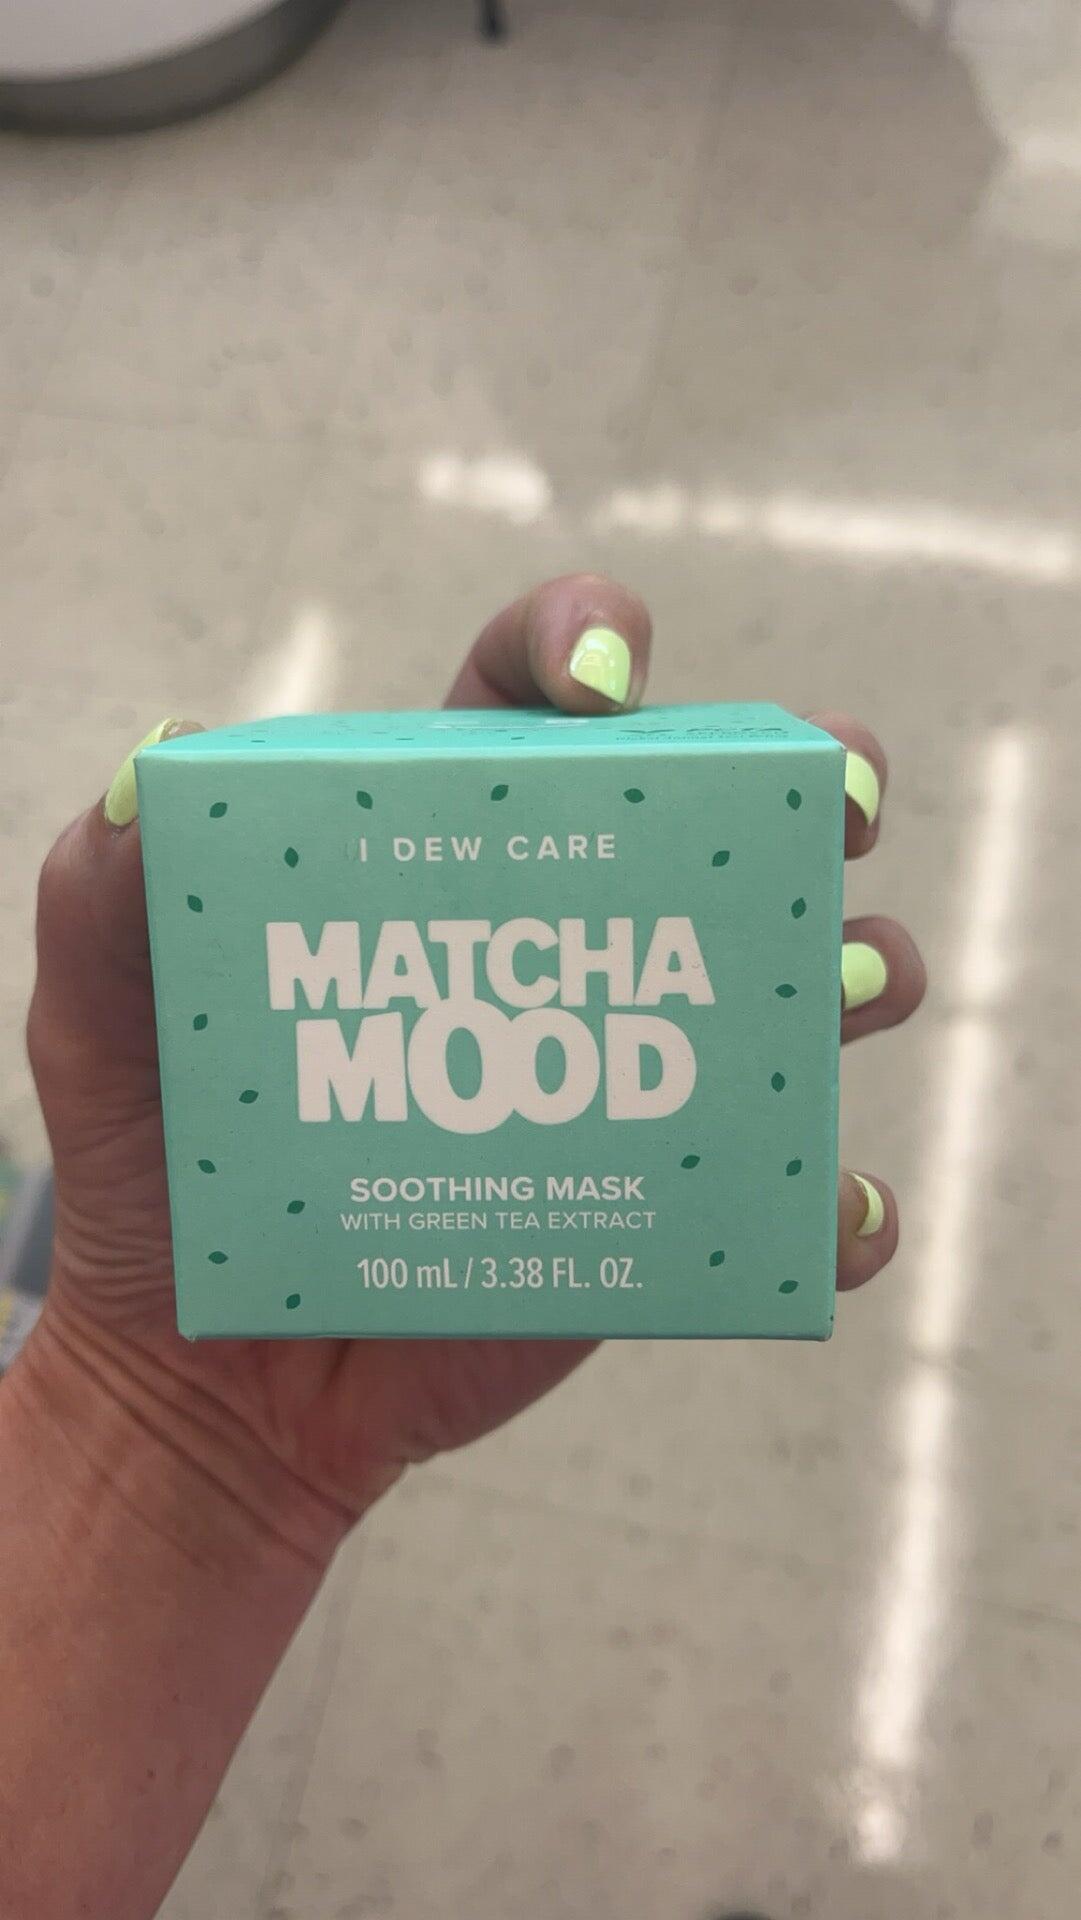 I DEW CARE
MATCHA
MOOD
SOOTHING MASK
WITH GREEN TEA EXTRACT
100 mL / 3.38 FL. OZ.